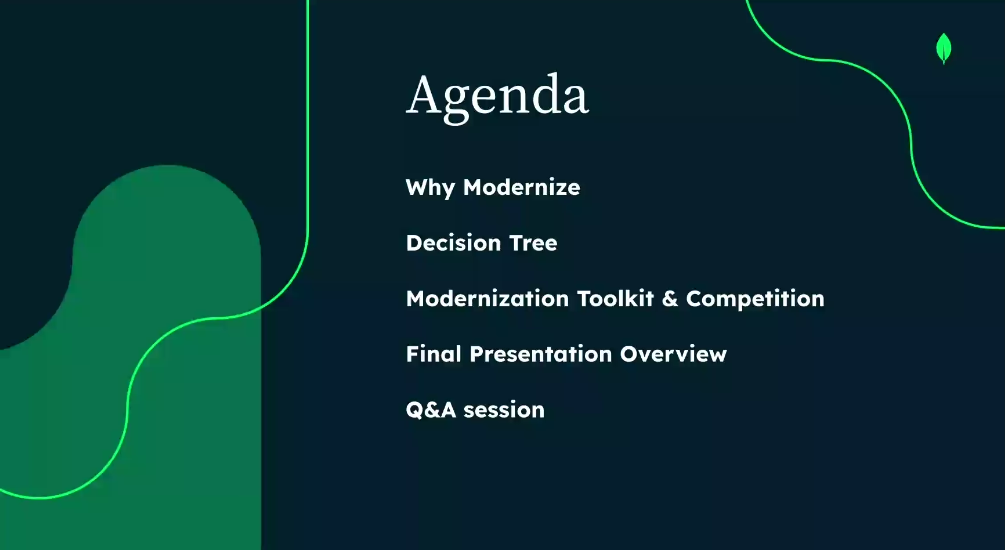 Agenda
Why Modernize
Decision Tree
Modernization Toolkit & Competition
Final Presentation Overview
Q&A session